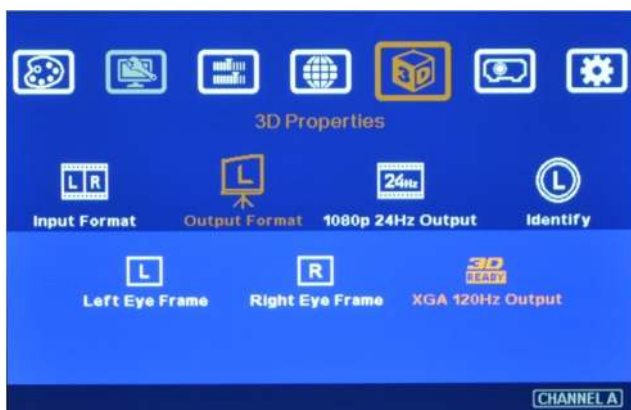 3D
3D Properties
L R
L
24Hz
L
Input Format
Output Format
1080p 24Hz Output
Identify
L
R
3D
READY
Left Eye Frame
Right Eye Frame
XGA 120Hz Output
CHANNEL A